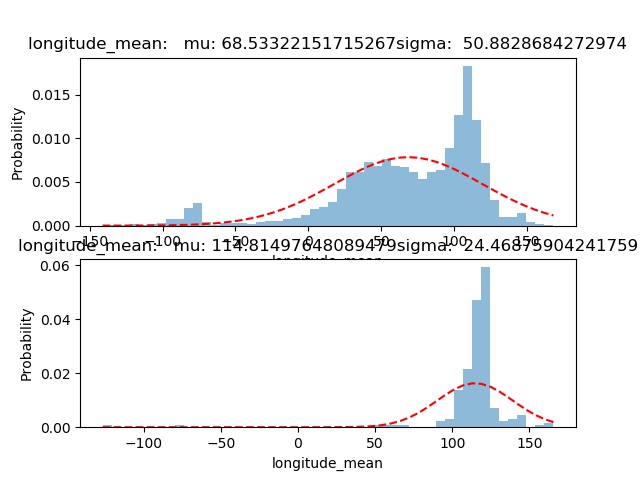 longitude_mean:   mu: 68.53322151715267sigma:  50.8828684272974
Probability
0.015
0.010
0.005
0.000
−150 −100 −50 0 50 100 150
longitude_mean
longitude_mean:   mu: 114.81497648089479sigma:  24.46875904241759
Probability
0.06
0.04
0.02
0.00
−100 −50 0 50 100 150
longitude_mean